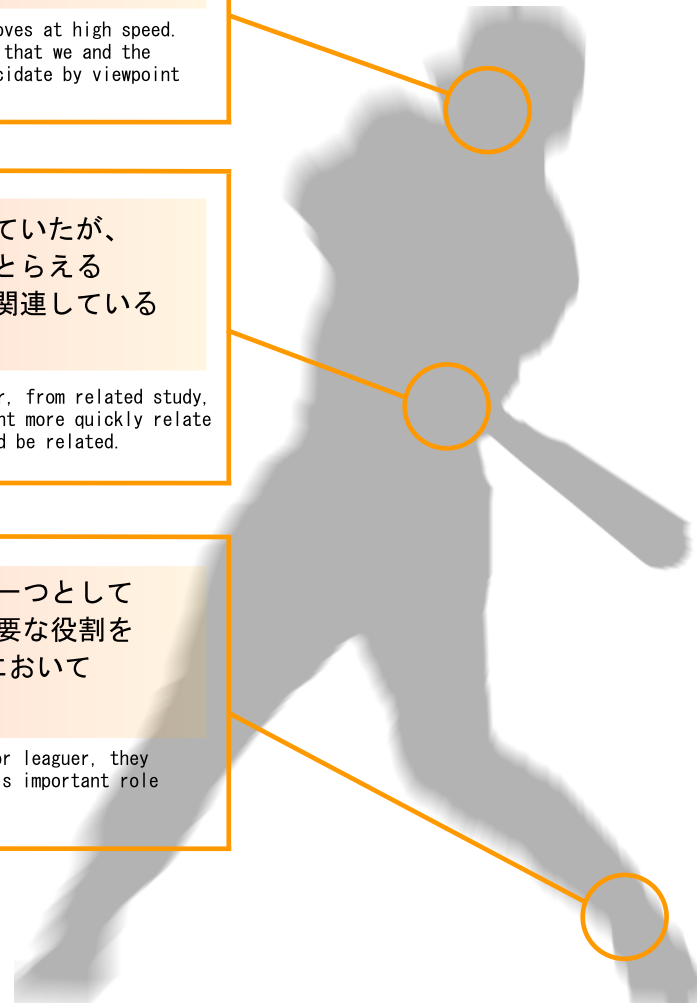 oves at high speed.
that we and the
cidate by viewpoint
ていたが、
とらえる
関連している
r, from related study,
nt more quickly relate
d be related.
一つとして
要な役割を
において
or leaguer, they
s important role